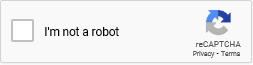 I'm not a robot
reCAPTCHA
Privacy - Terms